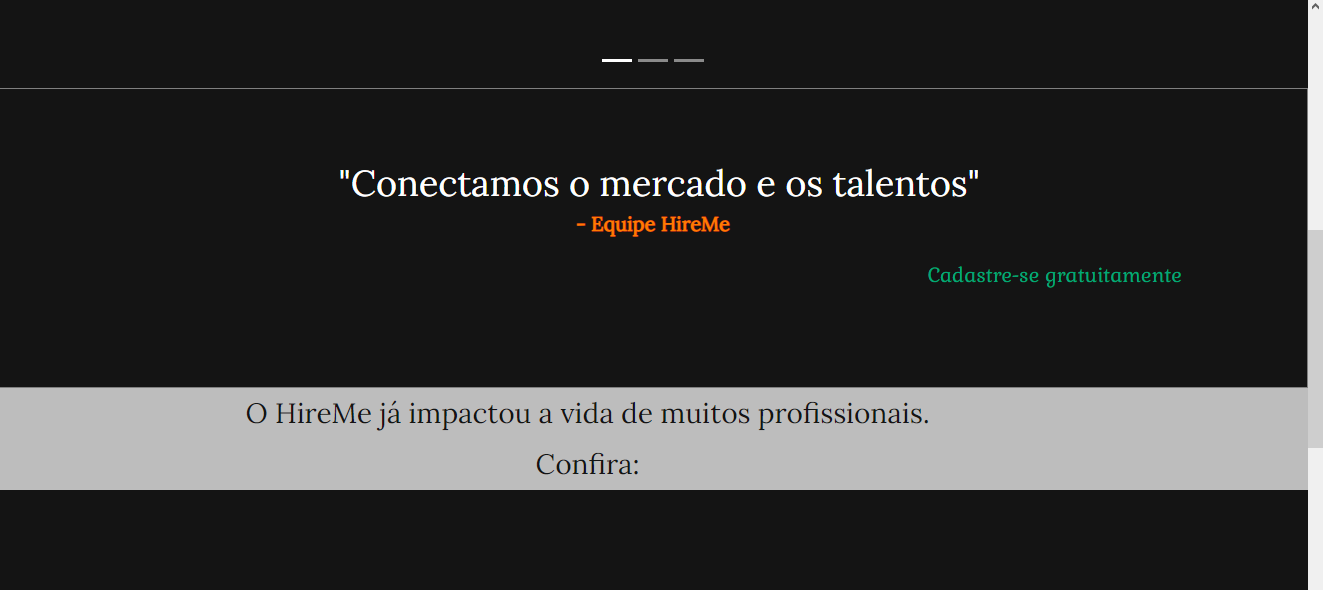 "Conectamos o mercado e os talentos"
- Equipe HireMe
Cadastre-se gratuitamente
O HireMe já impactou a vida de muitos profissionais.
Confira: